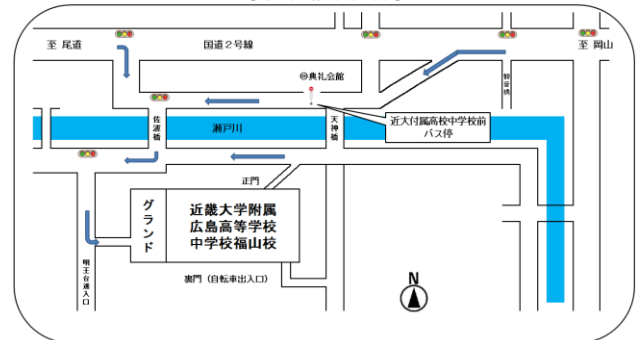 至 尾道
国道２号線
至 岡山
㊥典礼会館
佐波橋
瀬戸川
天神橋
近大付属高校中学校前
バス停
正門
グランド
近畿大学附属
広島高等学校
中学校福山校
明王台進入口
裏門（自転車出入口）
N